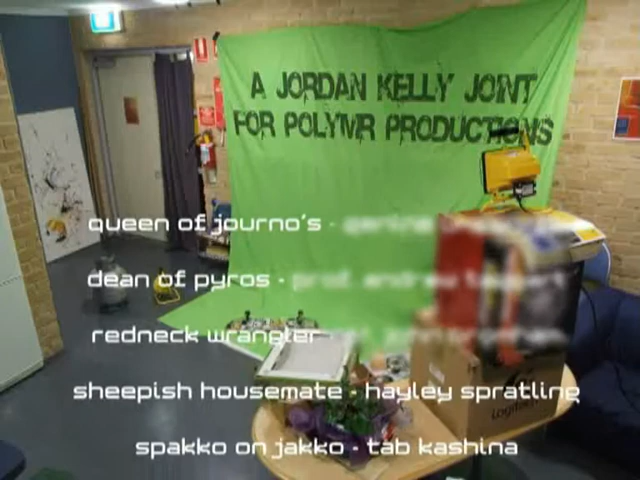 A JORDAN KELLY JOINT
FOR POLYMR PRODUCTIONS
queen of journo's -
dean of pyros -
redneck wrangler
sheepish housemate - hayley spratling
spakko on jakko - tab kashina
Logitech